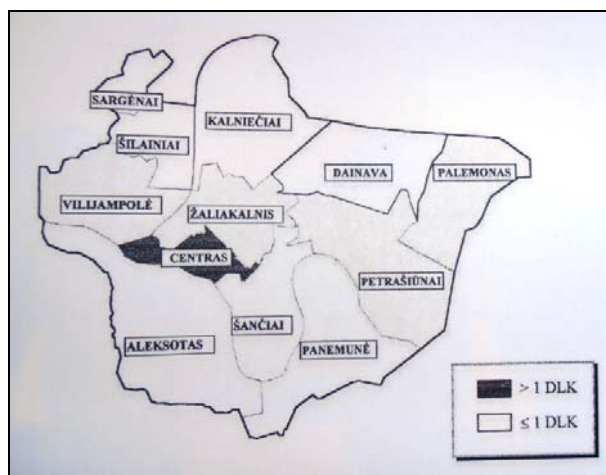 SARGĖNAI
KALNIEČIAI
ŠILAINIAI
DAINAVA
PALEMONAS
VILIJAMPOLĖ
ŽALIAKALNIS
CENTRAS
PETRAŠIŪNAI
ŠANČIAI
ALEKSOTAS
PANEMUNĖ
> 1 DLK
≤ 1 DLK